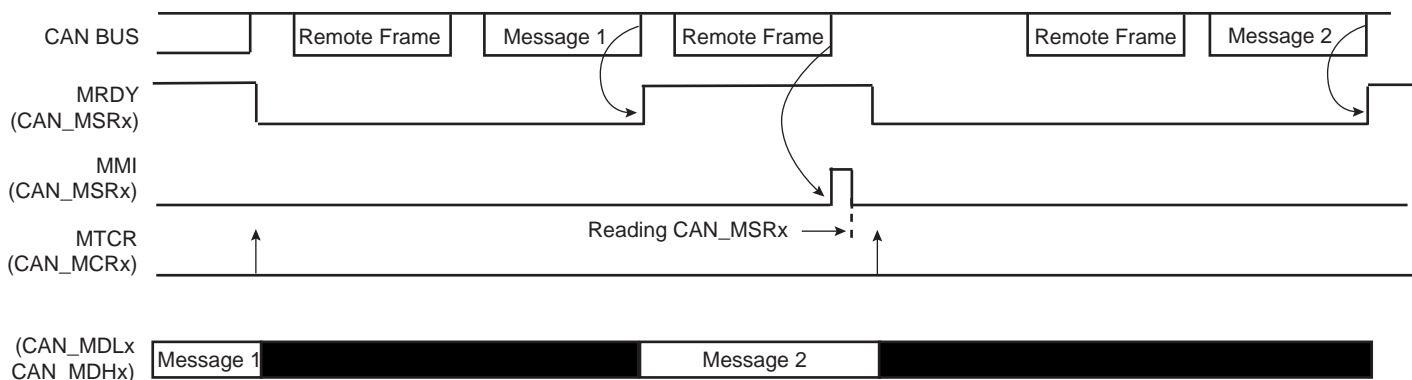 CAN BUS
Remote Frame
Message 1
Remote Frame
Remote Frame
Message 2
MRDY
(CAN_MSRx)
MMI
(CAN_MSRx)
Reading CAN_MSRx
MTCR
(CAN_MCRx)
(CAN_MDLx
CAN_MDHx)
Message 1
Message 2